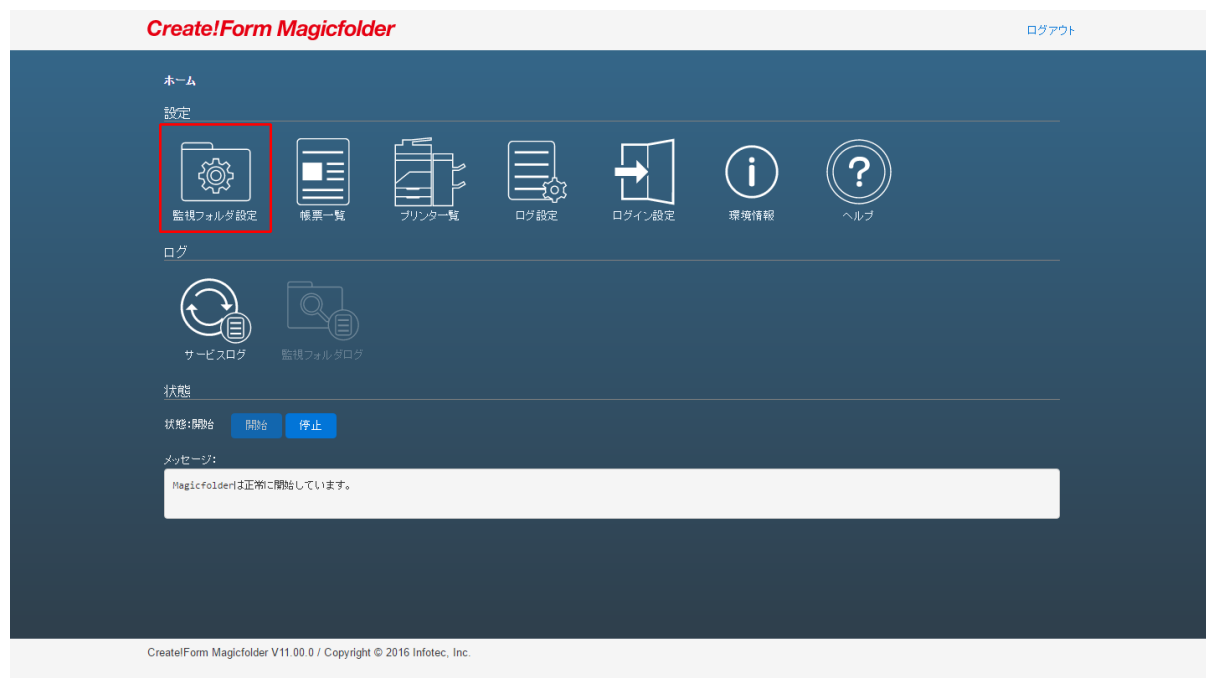 Create!Form Magicfolder
ログアウト
ホーム
設定
監視フォルダ設定 帳票一覧 プリンタ一覧 ログ設定 ログイン設定 環境情報 ヘルプ
ログ
サービスログ 監視フォルダログ
状態
状態:開始 開始 停止
メッセージ:
Magicfolderは正常に開始しています。
Create!Form Magicfolder V11.00.0 / Copyright © 2016 Infotec, Inc.